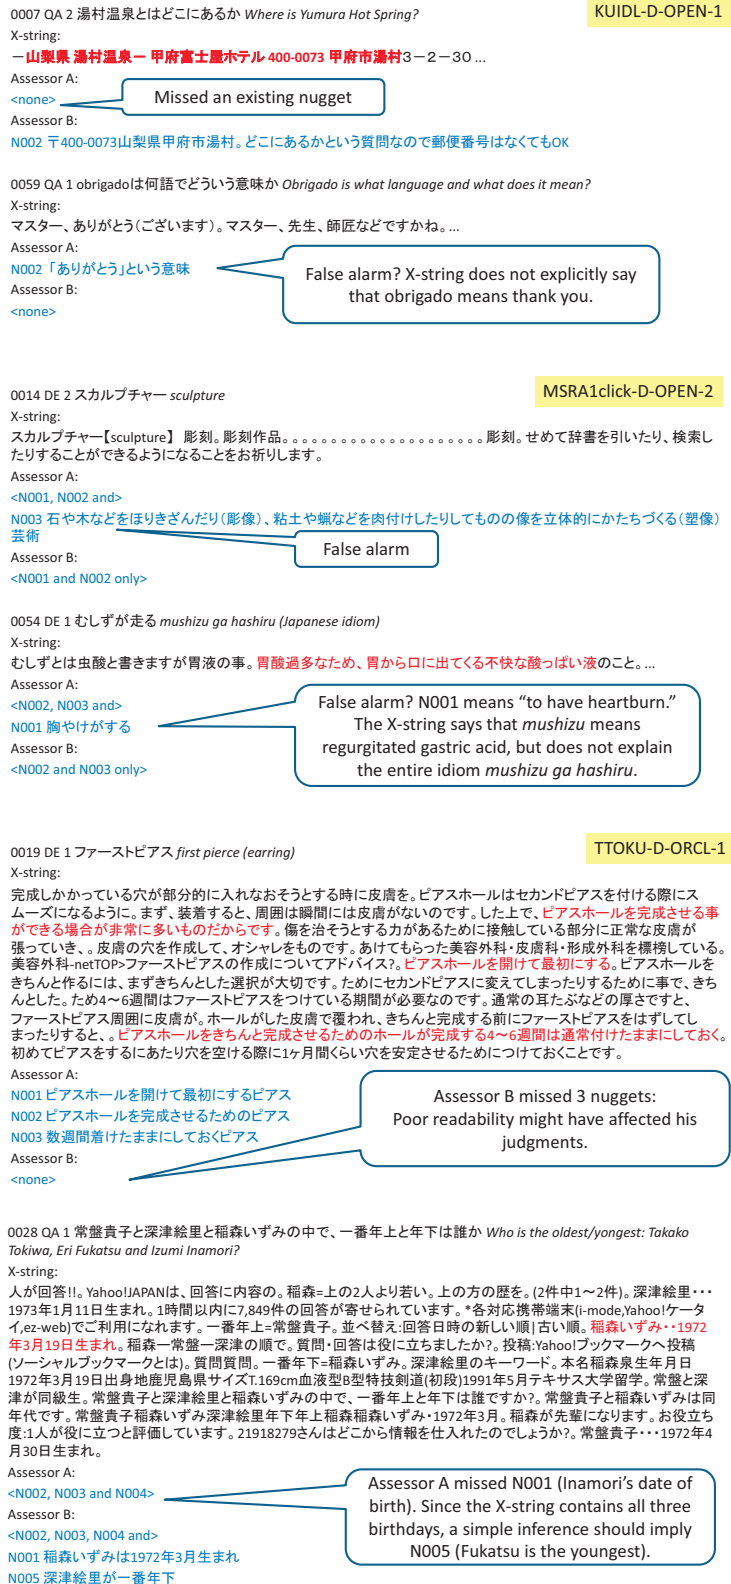 0007 QA 2 湯村温泉とはどこにあるか Where is Yumura Hot Spring?
KUIDL-D-OPEN-1
X-string:
－山梨県 湯村温泉－ 甲府富士屋ホテル 400-0073 甲府市湯村3－2－30 ...
Assessor A:
<none>
Missed an existing nugget
Assessor B:
N002 〒400-0073山梨県甲府市湯村。どこにあるかという質問なので郵便番号はなくてもOK
0059 QA 1 obrigadoは何語でどういう意味か Obrigado is what language and what does it mean?
X-string:
マスター、ありがとう（ございます）。マスター、先生、師匠などですかね。...
Assessor A:
N002 「ありがとう」という意味
Assessor B:
<none>
False alarm? X-string does not explicitly say
that obrigado means thank you.
0014 DE 2 スカルプチャー sculpture
MSRA1click-D-OPEN-2
X-string:
スカルプチャー【sculpture】 彫刻。彫刻作品。。。。。。。。。。。。。。。。。。。。。彫刻。せめて辞書を引いたり、検索し
たりすることができるようになることをお祈りします。
Assessor A:
<N001, N002 and>
N003 石や木などをほりきざんだり（彫像）、粘土や蝋などを肉付けしたりしてものの像を立体的にかたちづくる（塑像）
芸術
False alarm
Assessor B:
<N001 and N002 only>
0054 DE 1 むしずが走る mushizu ga hashiru (Japanese idiom)
X-string:
むしずとは虫酸と書きますが胃液の事。胃酸過多なため、胃から口に出てくる不快な酸っぱい液のこと。...
Assessor A:
<N002, N003 and>
N001 胸やけがする
Assessor B:
<N002 and N003 only>
False alarm? N001 means “to have heartburn.”
The X-string says that mushizu means
regurgitated gastric acid, but does not explain
the entire idiom mushizu ga hashiru.
0019 DE 1 ファーストピアス first pierce (earring)
TTOKU-D-ORCL-1
X-string:
完成しかかっている穴が部分的に入れなおそうとする時に皮膚を。ピアスホールはセカンドピアスを付ける際にス
ムーズになるように。まず、装着すると、周囲は瞬間には皮膚がないのです。した上で、ピアスホールを完成させる事
ができる場合が非常に多いものだからです。傷を治そうとする力があるために接触している部分に正常な皮膚が
張っていき、。皮膚の穴を作成して、オシャレをものです。あけてもらった美容外科・皮膚科・形成外科を標榜している。
美容外科-netTOP>ファーストピアスの作成についてアドバイス?。ピアスホールを開けて最初にする。ピアスホールを
きちんと作るには、まずきちんとした選択が大切です。ためにセカンドピアスに変えてしまったりするために事で、きち
んとした。ため4～6週間はファーストピアスをつけている期間が必要なのです。通常の耳たぶなどの厚さですと、
ファーストピアス周囲に皮膚が。ホールがした皮膚で覆われ、きちんと完成する前にファーストピアスをはずしてし
まったりすると、。ピアスホールをきちんと完成させるためのホールが完成する4～6週間は通常付けたままにしておく。
初めてピアスをするにあたり穴を空ける際に1ヶ月間くらい穴を安定させるためにつけておくことです。
Assessor A:
N001 ピアスホールを開けて最初にするピアス
N002 ピアスホールを完成させるためのピアス
N003 数週間着けたままにしておくピアス
Assessor B:
<none>
Assessor B missed 3 nuggets:
Poor readability might have affected his
judgments.
0028 QA 1 常盤貴子と深津絵里と稲森いずみの中で、一番年上と年下は誰か Who is the oldest/yongest: Takako
Tokiwa, Eri Fukatsu and Izumi Inamori?
X-string:
人が回答!!。Yahoo!JAPANは、回答に内容の。稲森=上の2人より若い。上の方の歴を。(2件中1～2件)。深津絵里・・・
1973年1月11日生まれ。1時間以内に7,849件の回答が寄せられています。*各対応携帯端末(i-mode,Yahoo!ケータ
イ,ez-web)でご利用になれます。一番年上=常盤貴子。並べ替え:回答日時の新しい順|古い順。稲森いずみ・・1972
年3月19日生まれ。稲森ー常盤ー深津の順で。質問・回答は役に立ちましたか?。投稿:Yahoo!ブックマークへ投稿
(ソーシャルブックマークとは)。質問質問。一番年下=稲森いずみ。深津絵里のキーワード。本名稲森泉生年月日
1972年3月19日出身地鹿児島県サイズT.169cm血液型B型特技剣道(初段)1991年5月テキサス大学留学。常盤と深
津が同級生。常盤貴子と深津絵里と稲森いずみの中で、一番年上と年下は誰ですか?。常盤貴子と稲森いずみは同
年代です。常盤貴子稲森いずみ深津絵里年下年上稲森稲森いずみ・1972年3月。稲森が先輩になります。お役立ち
度:1人が役に立つと評価しています。21918279さんはどこから情報を仕入れたのでしょうか?。常盤貴子・・・1972年4
月30日生まれ。
Assessor A:
<N002, N003 and N004>
Assessor B:
<N002, N003, N004 and>
N001 稲森いずみは1972年3月生まれ
N005 深津絵里が一番年下
Assessor A missed N001 (Inamori’s date of
birth). Since the X-string contains all three
birthdays, a simple inference should imply
N005 (Fukatsu is the youngest).